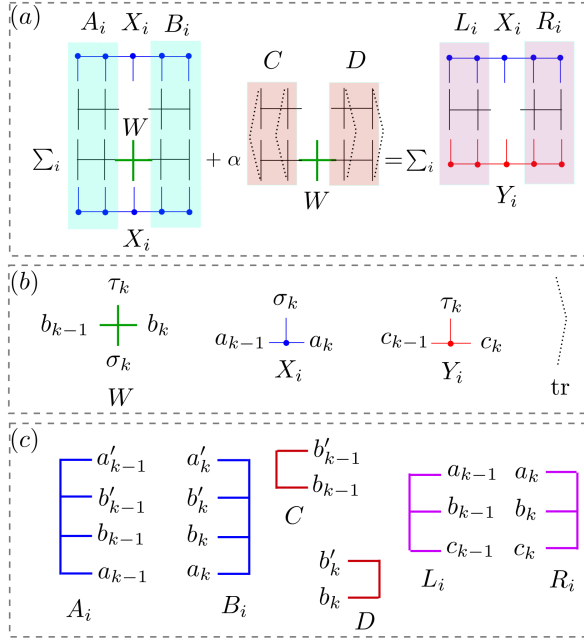 (a) A_i X_i B_i C D L_i X_i R_i
W
∑_i + α = ∑_i
W
X_i Y_i
(b) τ_k
b_{k−1} b_k
σ_k
W
σ_k
a_{k−1} a_k
X_i
τ_k
c_{k−1} c_k
Y_i
tr
(c)
a′_{k−1}
b′_{k−1}
b_{k−1}
a_{k−1}
A_i
a′_k
b′_k
b_k
a_k
B_i
b′_{k−1}
b_{k−1}
C
b′_k
b_k
D
a_{k−1}
b_{k−1}
c_{k−1}
L_i
a_k
b_k
c_k
R_i